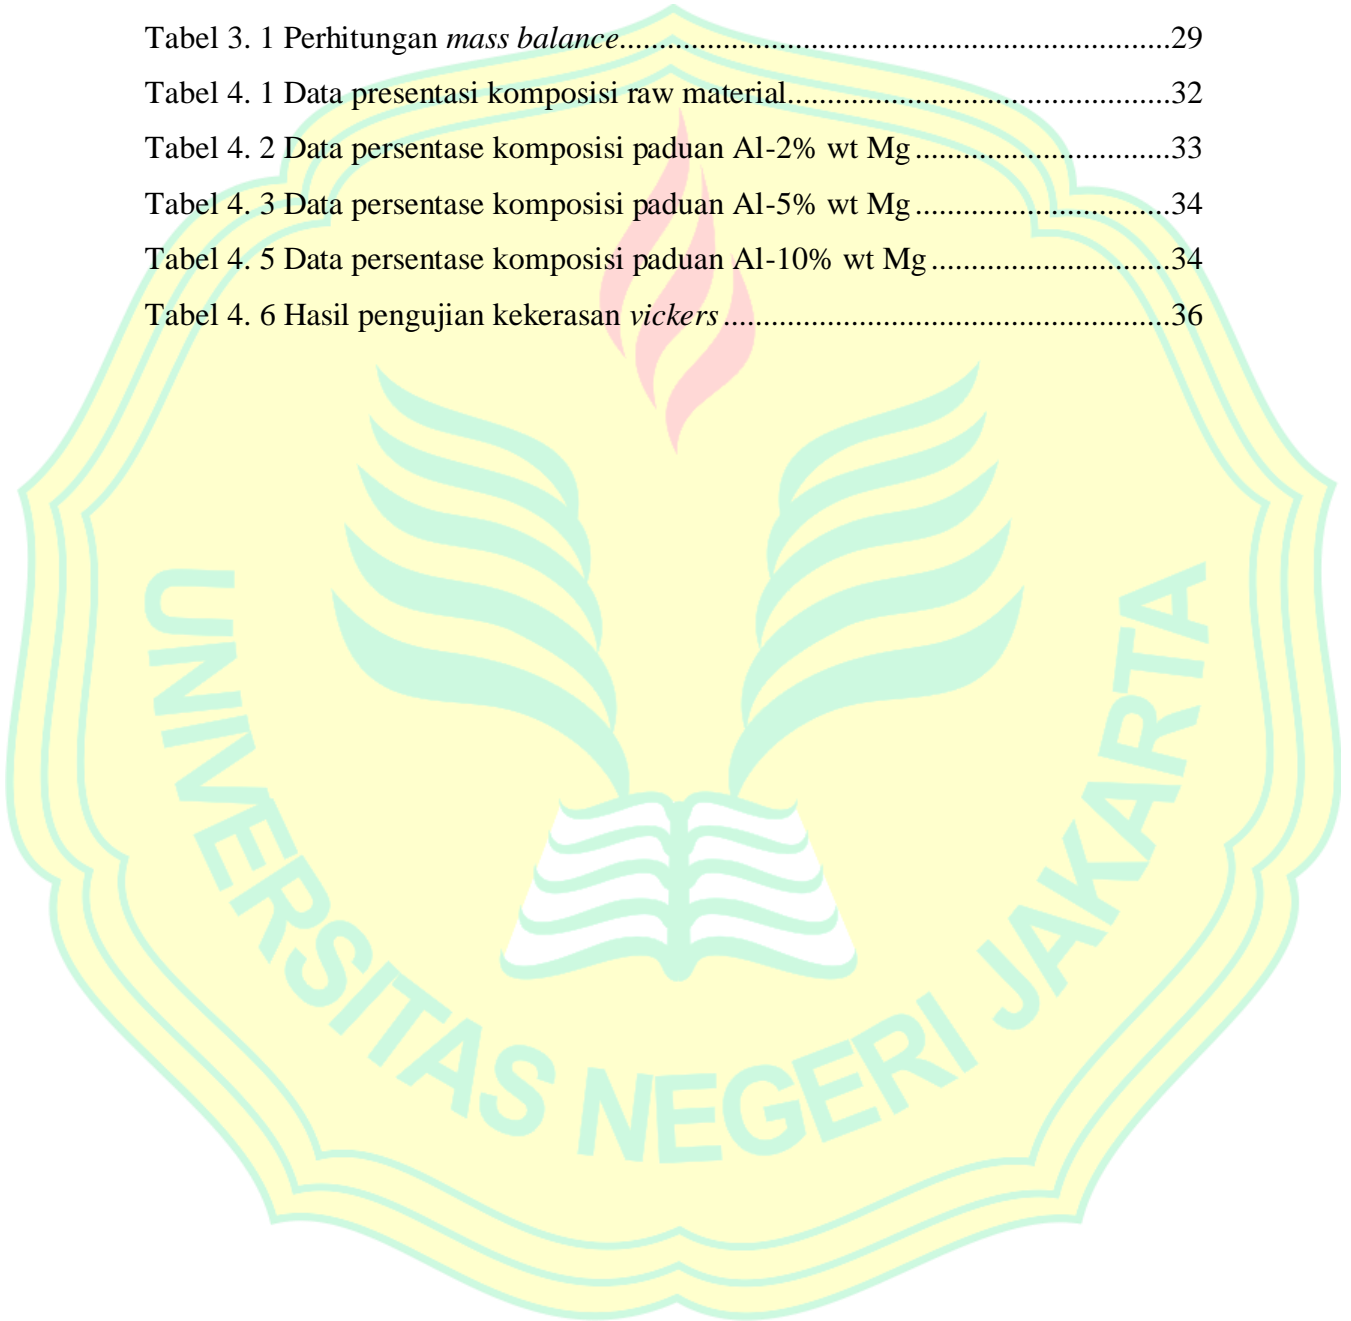 Tabel 3. 1 Perhitungan mass balance.....................................................................29
Tabel 4. 1 Data presentasi komposisi raw material................................................32
Tabel 4. 2 Data persentase komposisi paduan Al-2% wt Mg................................33
Tabel 4. 3 Data persentase komposisi paduan Al-5% wt Mg................................34
Tabel 4. 5 Data persentase komposisi paduan Al-10% wt Mg..............................34
Tabel 4. 6 Hasil pengujian kekerasan vickers........................................................36
UNIVERSITAS NEGERI JAKARTA